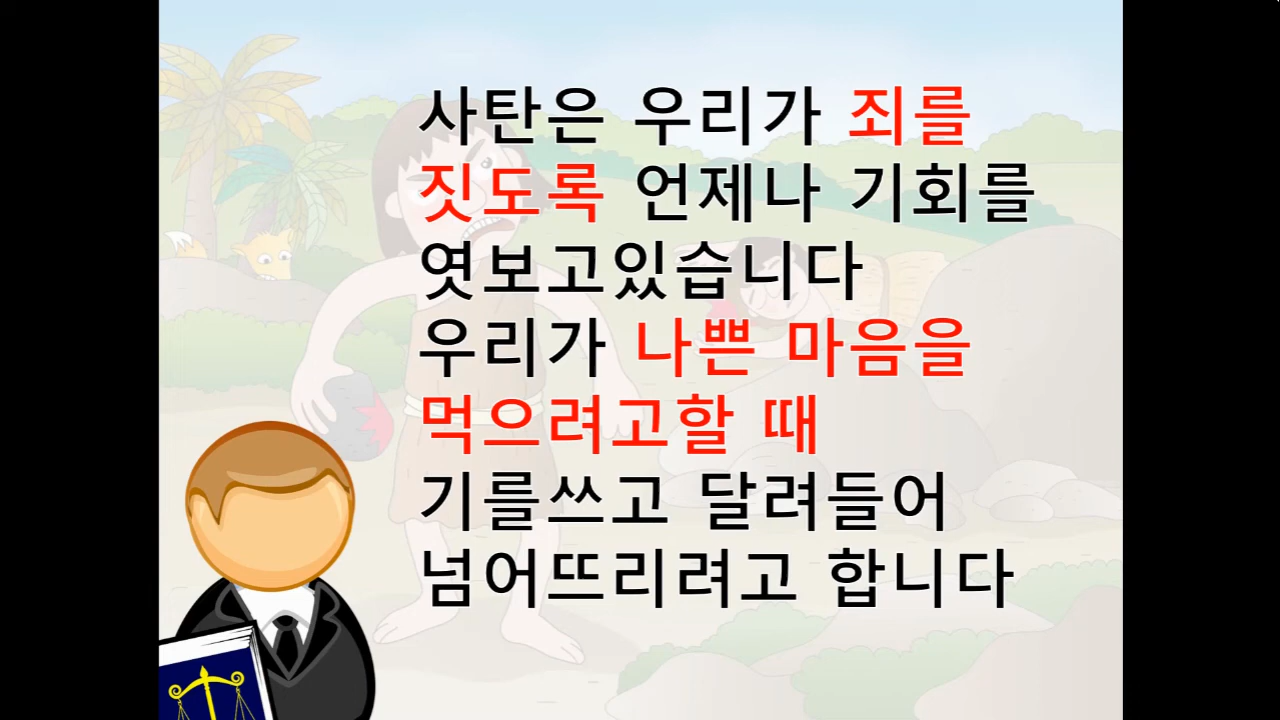 사탄은 우리가 죄를
짓도록 언제나 기회를
엿보고있습니다
우리가 나쁜 마음을
먹으려고할 때
기를쓰고 달려들어
넘어뜨리려고 합니다